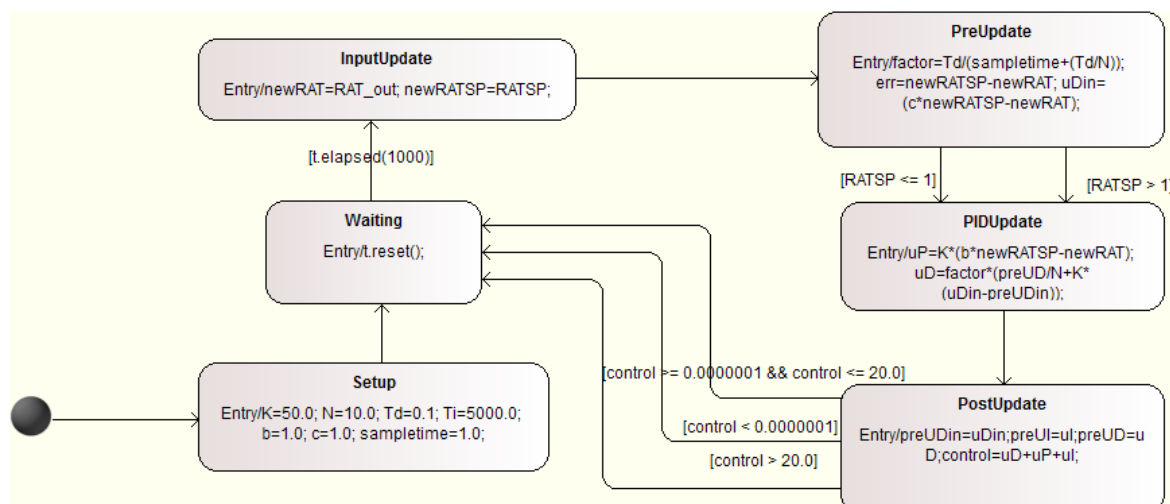 PreUpdate
Entry/factor=Td/(sampletime+(Td/N));
err=newRATSP-newRAT; uDin=
(c*newRATSP-newRAT);
InputUpdate
Entry/newRAT=RAT_out; newRATSP=RATSP;
[t.elapsed(1000)]
[RATSP <= 1]
[RATSP > 1]
Waiting
Entry/t.reset();
PIDUpdate
Entry/uP=K*(b*newRATSP-newRAT);
uD=factor*(preUD/N+K*
(uDin-preUDin));
[control >= 0.0000001 && control <= 20.0]
Setup
Entry/K=50.0; N=10.0; Td=0.1; Ti=5000.0;
b=1.0; c=1.0; sampletime=1.0;
[control < 0.0000001]
[control > 20.0]
PostUpdate
Entry/preUDin=uDin;preUI=uI;preUD=u
D;control=uD+uP+uI;